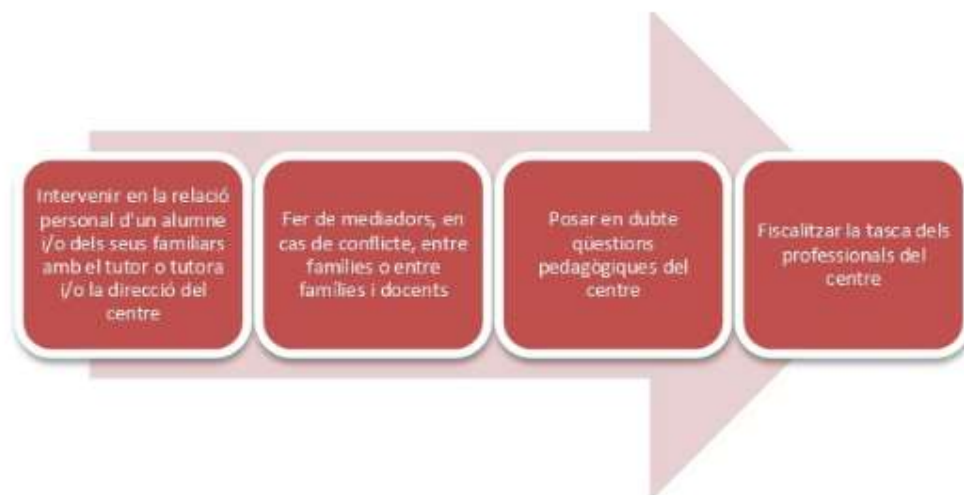 Intervenir en la relació
personal d'un alumne
i/o dels seus familiars
amb el tutor o tutora
i/o la direcció del
centre
Fer de mediadors, en
cas de conflicte, entre
famílies o entre
famílies i docents
Posar en dubte
qüestions
pedagògiques del
centre
Fiscalitzar la tasca dels
professionals del
centre